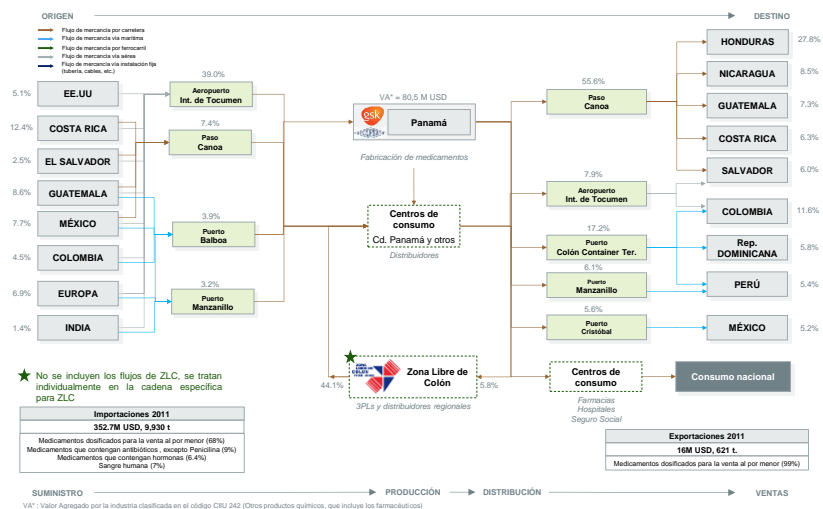 ORIGEN
DESTINO
Flujo de mercancía por carretera
Flujo de mercancía vía marítima
Flujo de mercancía por ferrocarril
Flujo de mercancía vía aérea
Flujo de mercancía vía instalación fija
(tubería, cables, etc.)
5.1%
EE.UU
12.4%
COSTA RICA
2.5%
EL SALVADOR
8.6%
GUATEMALA
7.7%
MÉXICO
4.5%
COLOMBIA
6.9%
EUROPA
1.4%
INDIA
39.0%
Aeropuerto
Int. de Tocumen
7.4%
Paso
Canoa
3.9%
Puerto
Balboa
3.2%
Puerto
Manzanillo
VA* = 80,5 M USD
gsk
Panamá
Fabricación de medicamentos
Centros de
consumo
Cd. Panamá y otros
Distribuidores
44.1%
Zona Libre de
Colón
5.8%
3PLs y distribuidores regionales
55.6%
Paso
Canoa
7.9%
Aeropuerto
Int. de Tocumen
17.2%
Puerto
Colón Container Ter.
6.1%
Puerto
Manzanillo
5.6%
Puerto
Cristóbal
Centros de
consumo
Farmacias
Hospitales
Seguro Social
HONDURAS
27.8%
NICARAGUA
8.5%
GUATEMALA
7.3%
COSTA RICA
6.3%
SALVADOR
6.0%
COLOMBIA
11.6%
Rep.
DOMINICANA
5.8%
PERÚ
5.4%
MÉXICO
5.2%
Consumo nacional
No se incluyen los flujos de ZLC, se tratan
individualmente en la cadena específica
para ZLC
Importaciones 2011
352.7M USD, 9,930 t
Medicamentos dosificados para la venta al por menor (68%)
Medicamentos que contengan antibióticos , excepto Penicilina (9%)
Medicamentos que contengan hormonas (6.4%)
Sangre humana (7%)
Exportaciones 2011
16M USD, 621 t.
Medicamentos dosificados para la venta al por menor (99%)
SUMINISTRO
PRODUCCIÓN
DISTRIBUCIÓN
VENTAS
VA* : Valor Agregado por la industria clasificada en el código CIIU 242 (Otros productos químicos, que incluye los farmacéuticos)